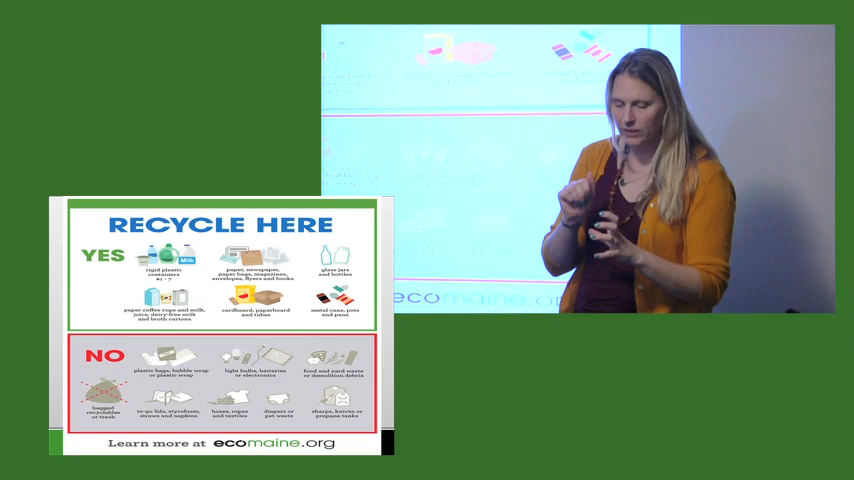 RECYCLE HERE
YES
Milk
rigid plastic
containers
#1 - 7
paper, newspaper,
paper bags, magazines,
envelopes, flyers and books
glass jars
and bottles
paper coffee cups and milk,
juice, dairy-free milk
and broth cartons
cardboard, paperboard
and tubes
metal cans, pots
and pans
NO
plastic bags, bubble wrap
or plastic wrap
light bulbs, batteries
or electronics
food and yard waste
or demolition debris
bagged
recyclables
or trash
to-go lids, styrofoam,
straws and napkins
hoses, ropes
and textiles
diapers or
pet waste
sharps, knives or
propane tanks
Learn more at ecomaine.org
ecomaine.o